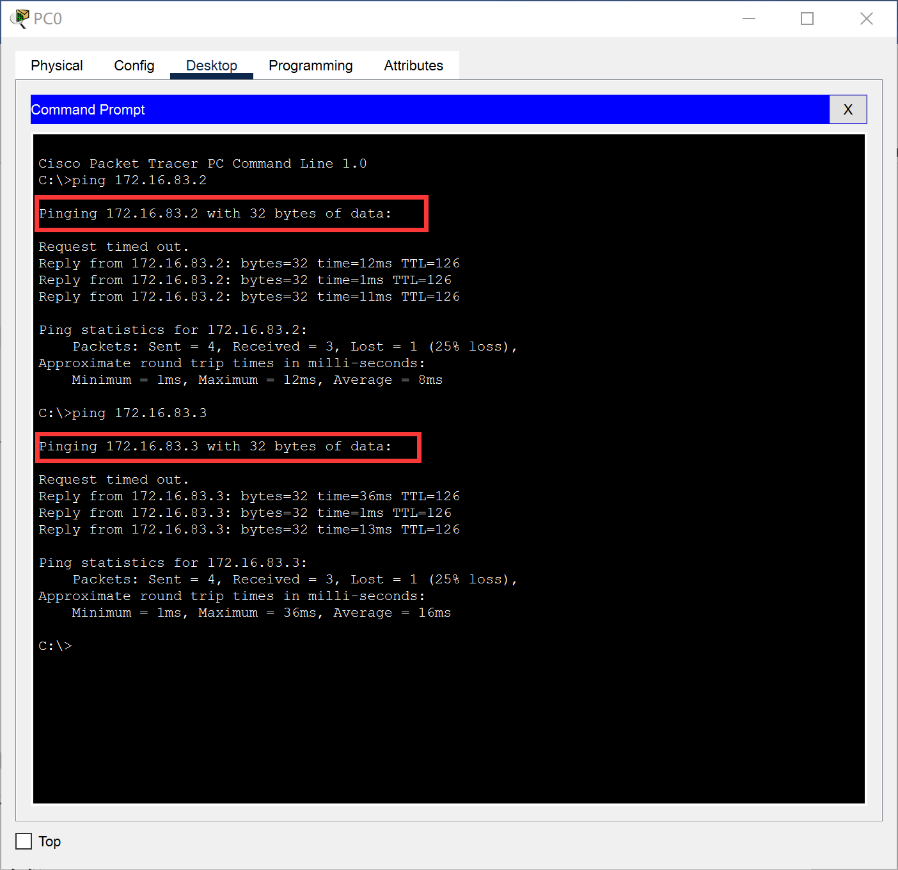 PC0
Physical Config Desktop Programming Attributes
Command Prompt X
Cisco Packet Tracer PC Command Line 1.0
C:\>ping 172.16.83.2
Pinging 172.16.83.2 with 32 bytes of data:
Request timed out.
Reply from 172.16.83.2: bytes=32 time=12ms TTL=126
Reply from 172.16.83.2: bytes=32 time=1ms TTL=126
Reply from 172.16.83.2: bytes=32 time=11ms TTL=126
Ping statistics for 172.16.83.2:
Packets: Sent = 4, Received = 3, Lost = 1 (25% loss),
Approximate round trip times in milli-seconds:
Minimum = 1ms, Maximum = 12ms, Average = 8ms
C:\>ping 172.16.83.3
Pinging 172.16.83.3 with 32 bytes of data:
Request timed out.
Reply from 172.16.83.3: bytes=32 time=36ms TTL=126
Reply from 172.16.83.3: bytes=32 time=1ms TTL=126
Reply from 172.16.83.3: bytes=32 time=13ms TTL=126
Ping statistics for 172.16.83.3:
Packets: Sent = 4, Received = 3, Lost = 1 (25% loss),
Approximate round trip times in milli-seconds:
Minimum = 1ms, Maximum = 36ms, Average = 16ms
C:\>
Top